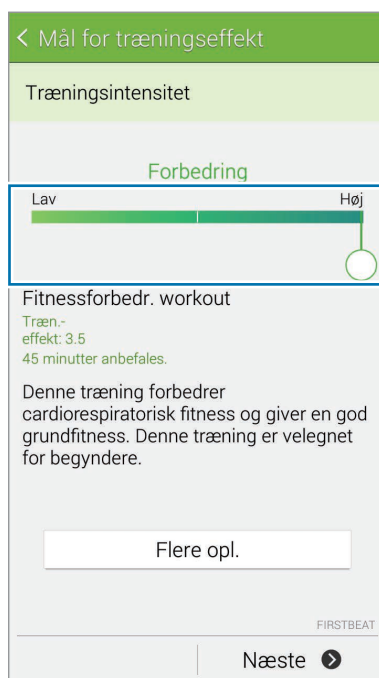 Mål for træningseffekt
Træningsintensitet
Forbedring
Lav Høj
Fitnessforbedr. workout
Træn.-
effekt: 3.5
45 minutter anbefales.
Denne træning forbedrer
cardiorespiratorisk fitness og giver en god
grundfitness. Denne træning er velegnet
for begyndere.
Flere opl.
FIRSTBEAT
Næste